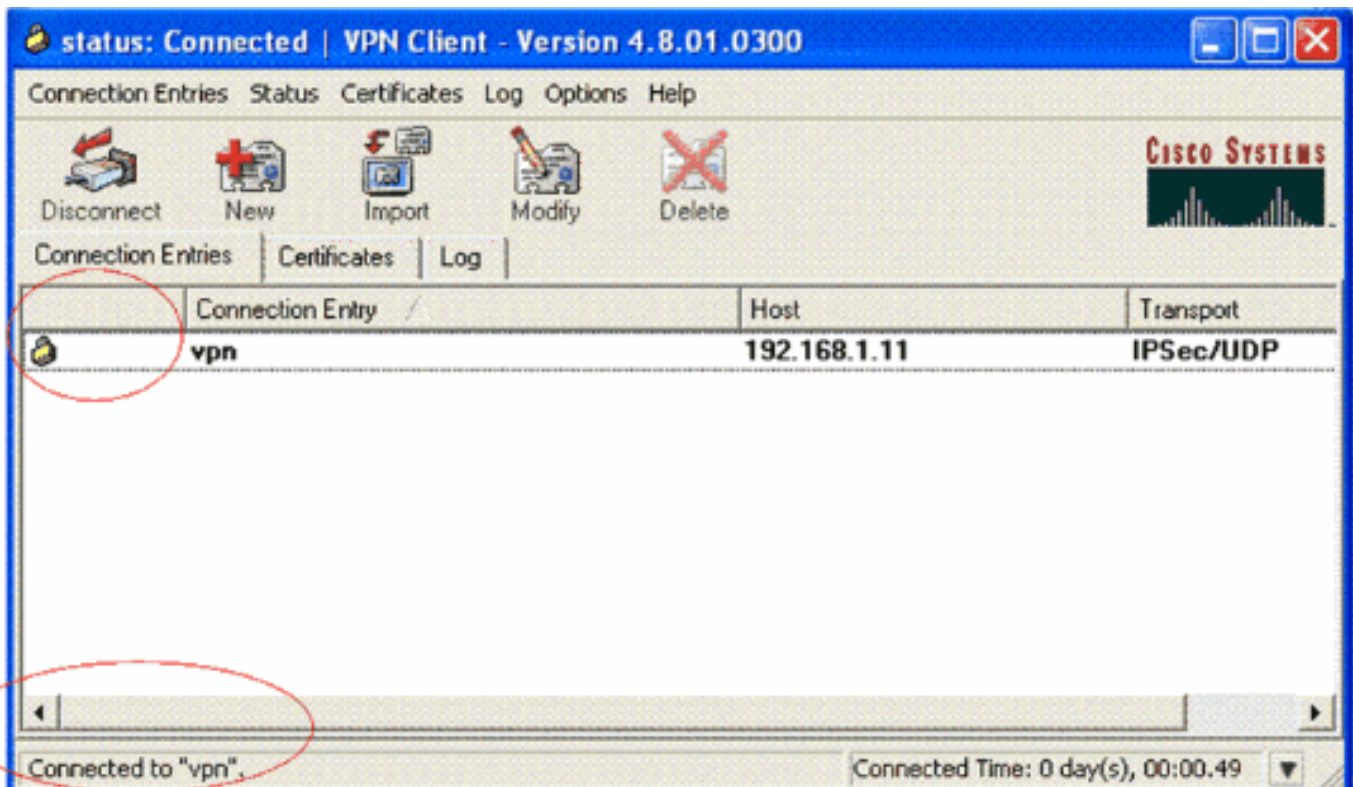 status: Connected | VPN Client - Version 4.8.01.0300
Connection Entries Status Certificates Log Options Help
Disconnect New Import Modify Delete
CISCO SYSTEMS
Connection Entries Certificates Log
Connection Entry Host Transport
vpn 192.168.1.11 IPSec/UDP
Connected to "vpn". Connected Time: 0 day(s), 00:00.49